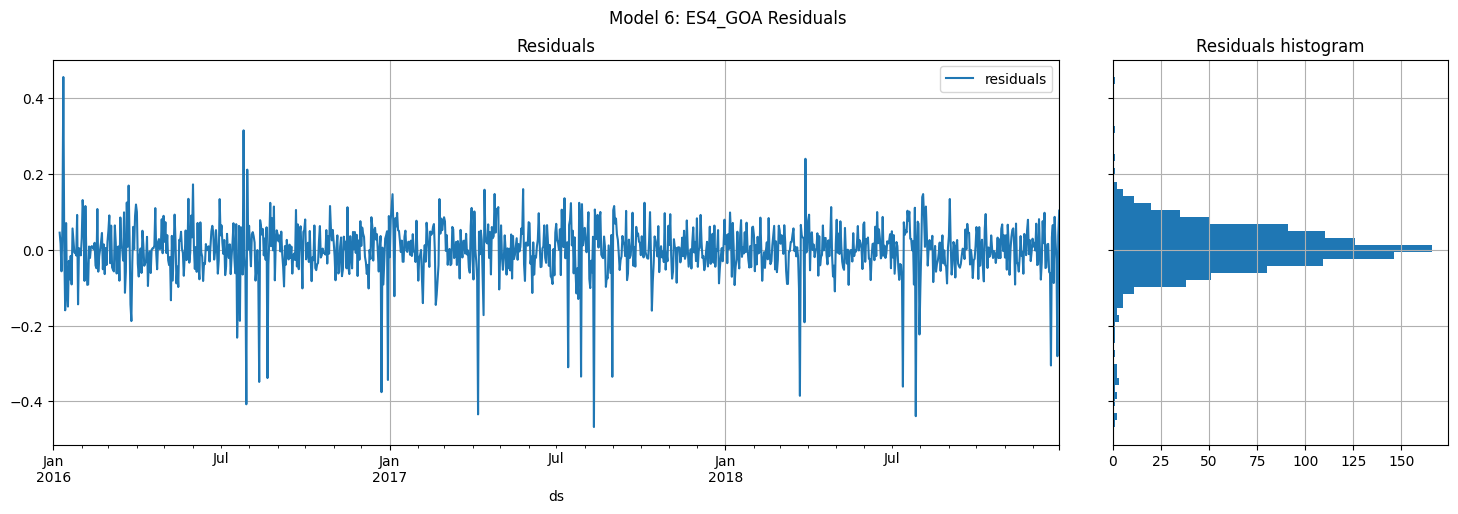 Model 6: ES4_GOA Residuals
Residuals
residuals
0.4
0.2
0.0
−0.2
−0.4
Jan
2016
Jul
Jan
2017
Jul
Jan
2018
Jul
ds
Residuals histogram
0 25 50 75 100 125 150